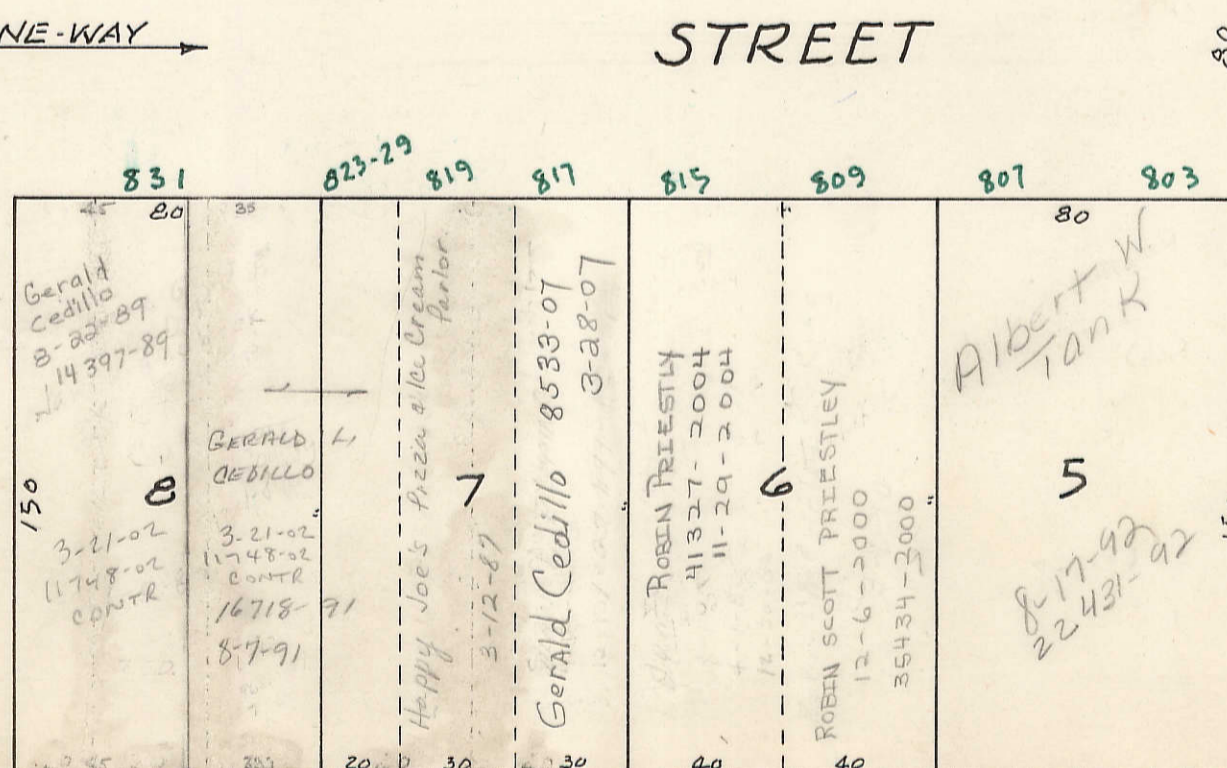 NE-WAY
STREET
831
823-29
819
817
815
809
807
803
45
80
35
80
Gerald
Cedillo
8-22-89
14397-89
150
8
3-21-02
11748-02
CONTR
GERALD L.
CEDILLO
"
3-21-02
11748-02
CONTR
16718-91
8-7-91
Happy Joe's Pizzia & Ice Cream
Parlor
7
3-12-87
Gerald Cedillo 8533-07
3-28-07
"
ROBIN PRIESTLY
41327-2004
11-29-2004
6
ROBIN SCOTT PRIESTLEY
12-6-2000
35434-2000
"
Albert W.
Tank
5
8-17-92
22431-92
45
20
30
30
40
40